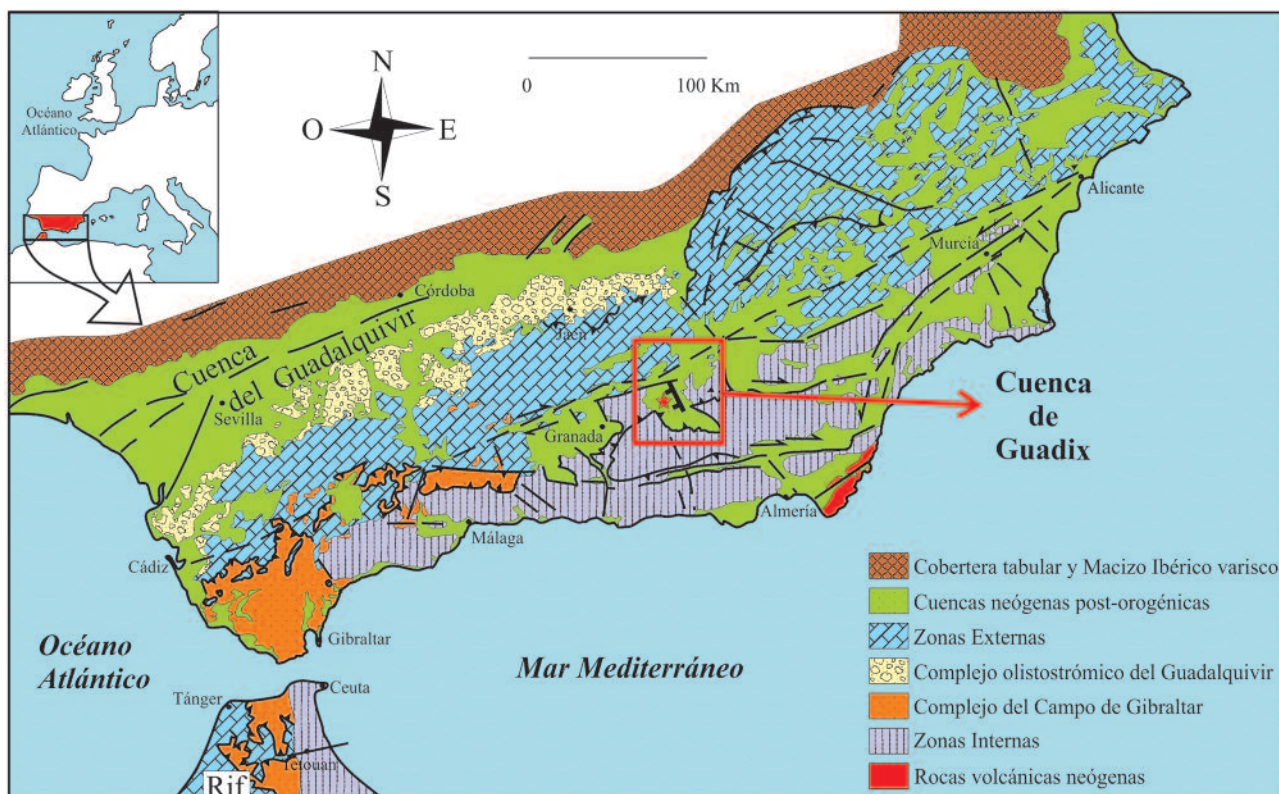 Océano
Atlántico
N
O
E
S
0
100 Km
Alicante
Murcia
Córdoba
Jaén
Cuenca
del Guadalquivir
Sevilla
Granada
Cuenca
de
Guadix
Almería
Málaga
Cádiz
Gibraltar
Océano
Atlántico
Mar Mediterráneo
Tánger
Ceuta
Tetouan
Rif
Cobertera tabular y Macizo Ibérico varisco
Cuencas neógenas post-orogénicas
Zonas Externas
Complejo olistostrómico del Guadalquivir
Complejo del Campo de Gibraltar
Zonas Internas
Rocas volcánicas neógenas